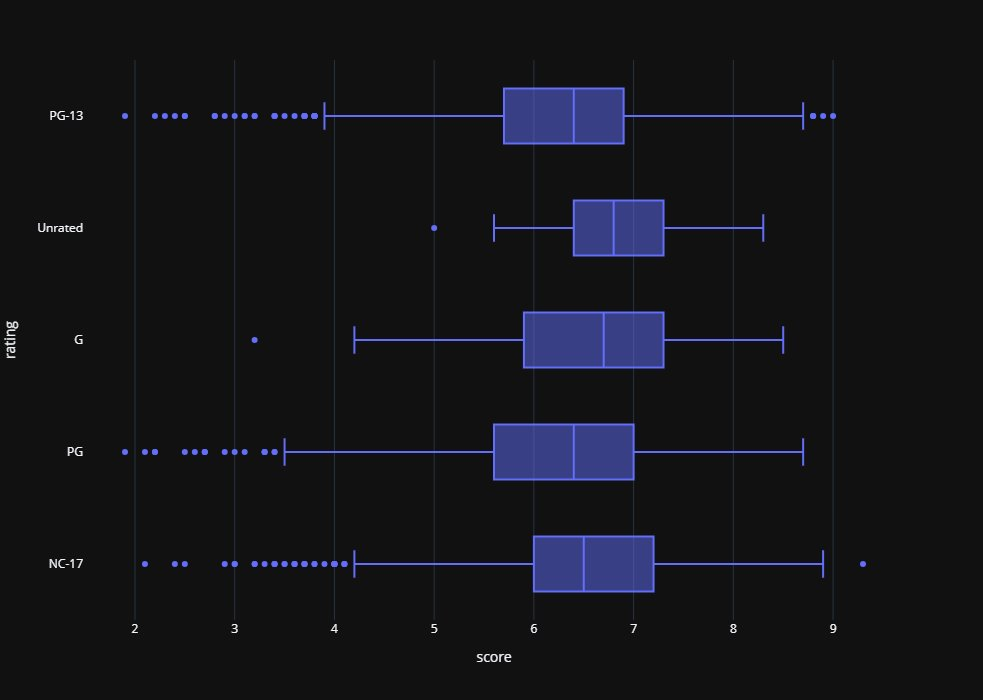 PG-13
Unrated
G
PG
NC-17
rating
2 3 4 5 6 7 8 9
score